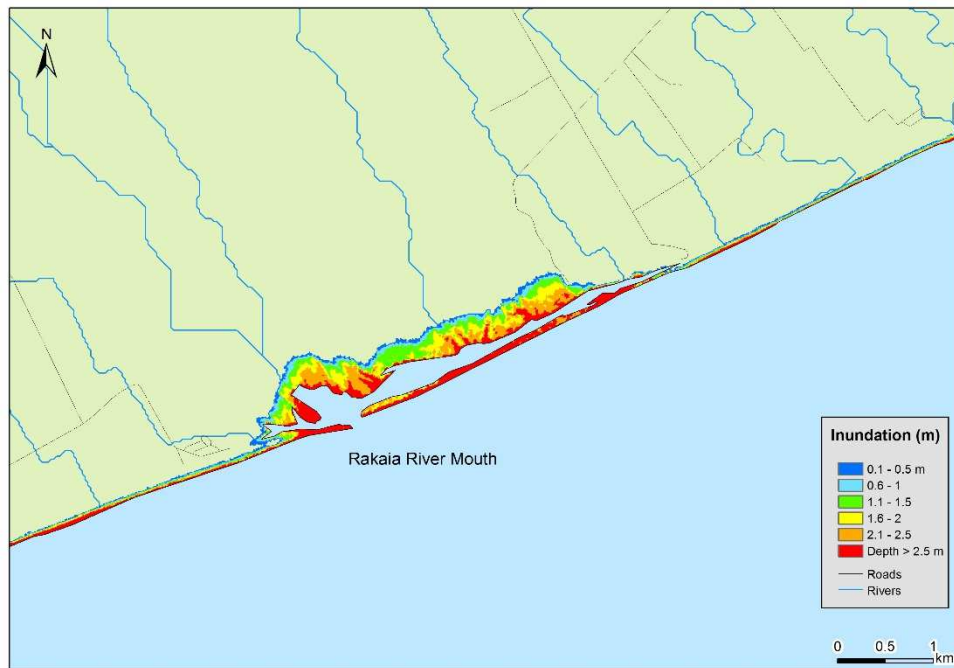 N
Rakaia River Mouth
Inundation (m)
0.1 - 0.5 m
0.6 - 1
1.1 - 1.5
1.6 - 2
2.1 - 2.5
Depth > 2.5 m
Roads
Rivers
0 0.5 1
km